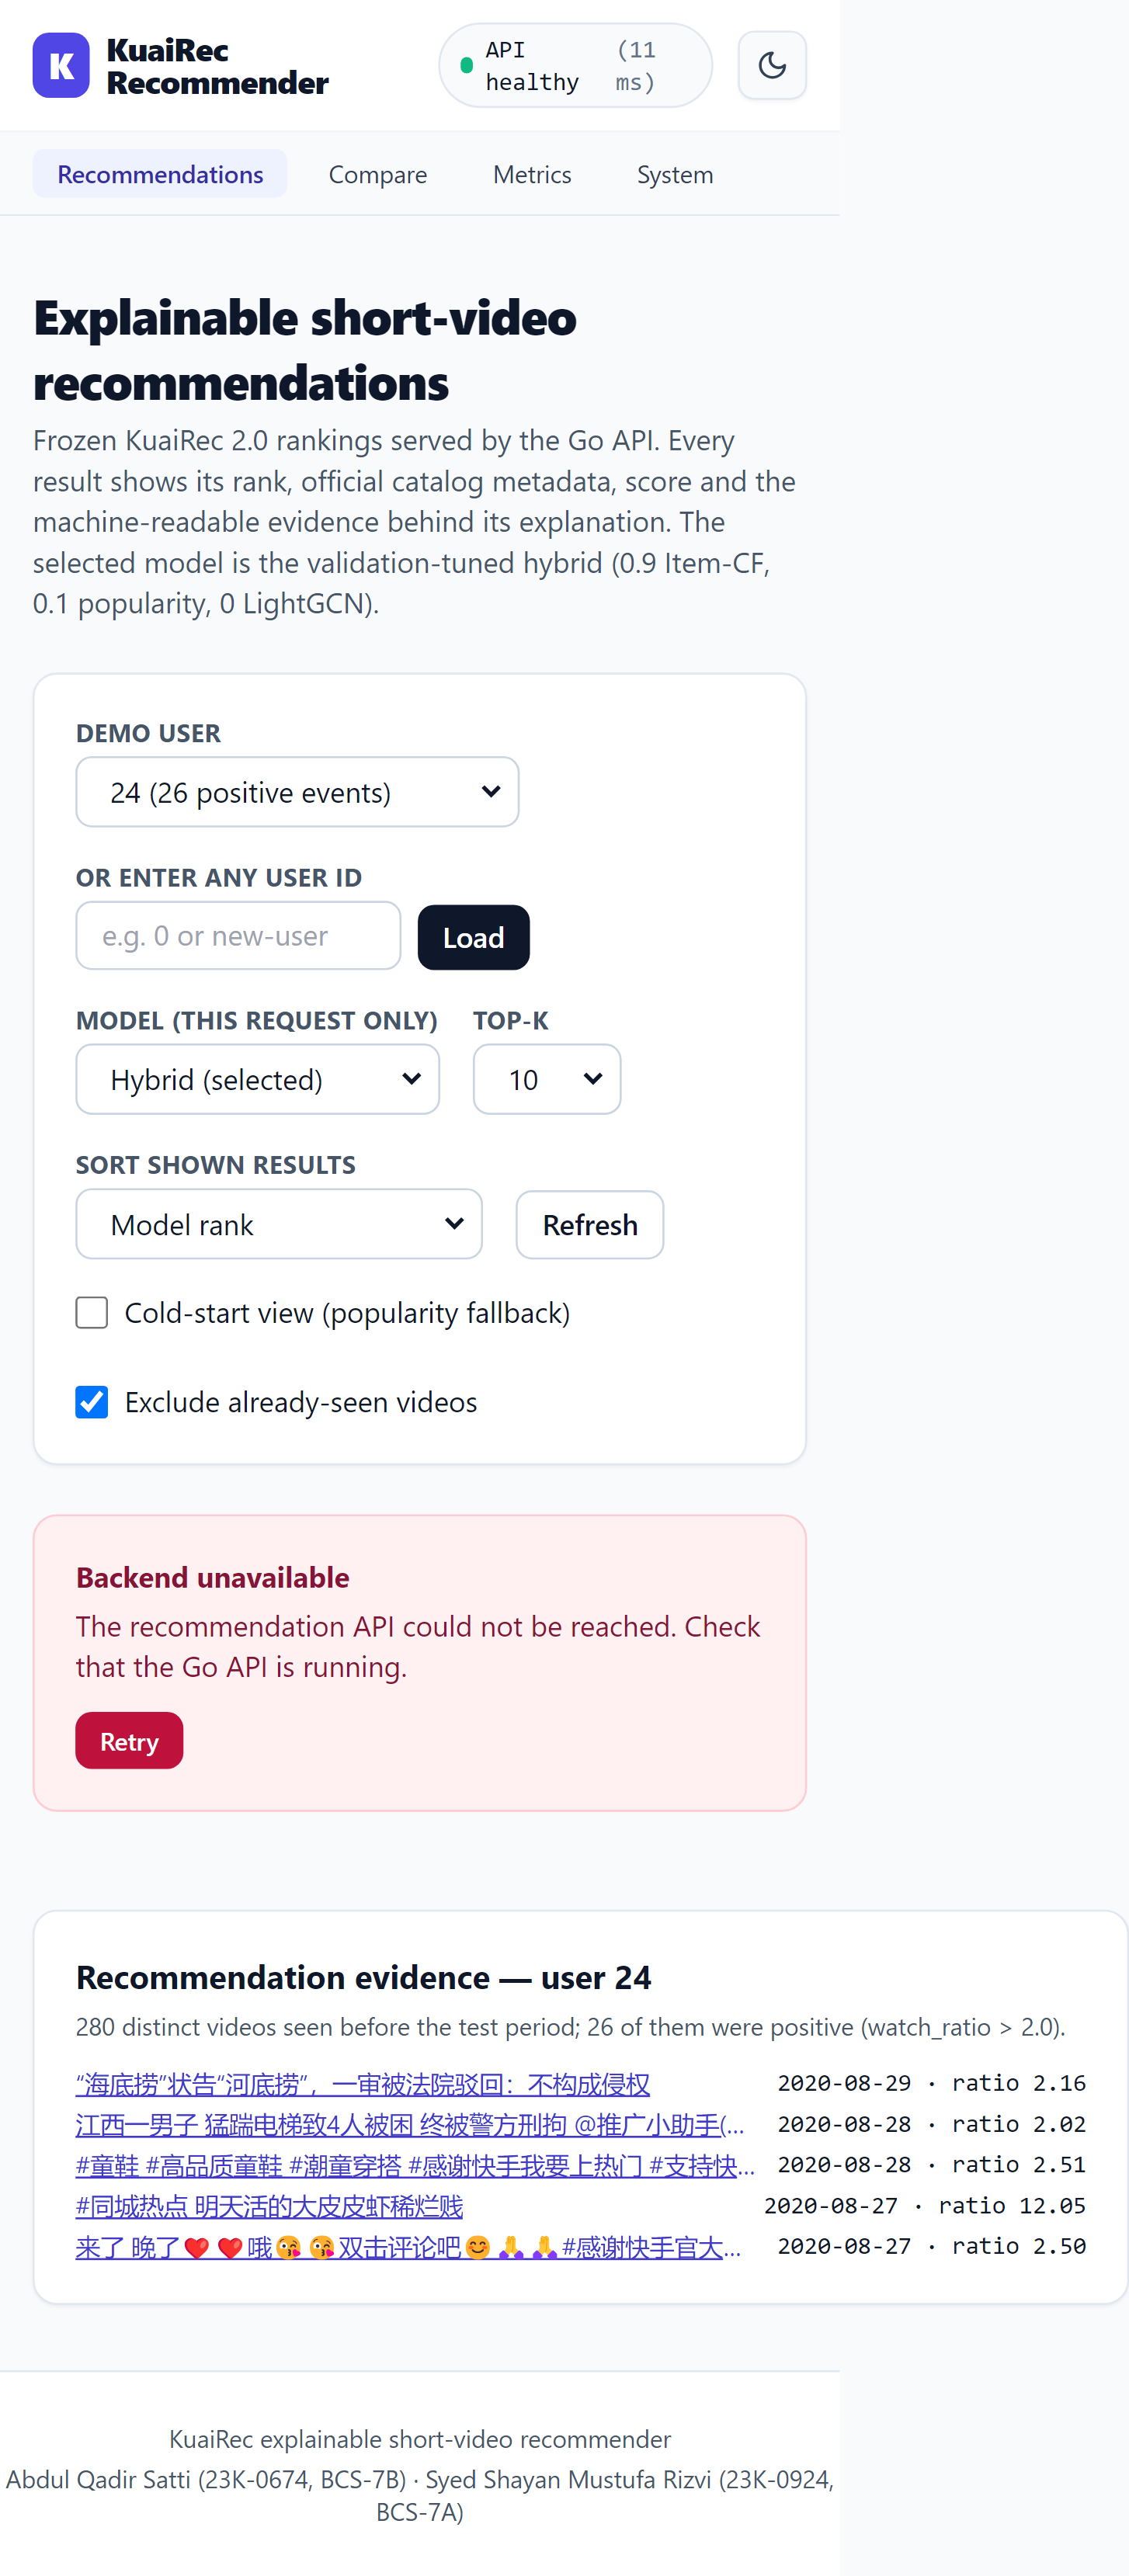 K
KuaiRec
Recommender
API healthy (11 ms)
Recommendations Compare Metrics System
Explainable short-video
recommendations
Frozen KuaiRec 2.0 rankings served by the Go API. Every
result shows its rank, official catalog metadata, score and the
machine-readable evidence behind its explanation. The
selected model is the validation-tuned hybrid (0.9 Item-CF,
0.1 popularity, 0 LightGCN).
DEMO USER
24 (26 positive events)
OR ENTER ANY USER ID
e.g. 0 or new-user Load
MODEL (THIS REQUEST ONLY) TOP-K
Hybrid (selected) 10
SORT SHOWN RESULTS
Model rank Refresh
Cold-start view (popularity fallback)
Exclude already-seen videos
Backend unavailable
The recommendation API could not be reached. Check
that the Go API is running.
Retry
Recommendation evidence — user 24
280 distinct videos seen before the test period; 26 of them were positive (watch_ratio > 2.0).
“海底捞”状告“河底捞”，一审被法院驳回：不构成侵权 2020-08-29 · ratio 2.16
江西一男子 猛踹电梯致4人被困 终被警方刑拘 @推广小助手(... 2020-08-28 · ratio 2.02
#童鞋 #高品质童鞋 #潮童穿搭 #感谢快手我要上热门 #支持快... 2020-08-28 · ratio 2.51
#同城热点 明天活的大皮皮虾稀烂贱 2020-08-27 · ratio 12.05
来了 晚了❤️ ❤️ 哦😘 😘 双击评论吧😊 🙏 🙏 #感谢快手官大... 2020-08-27 · ratio 2.50
KuaiRec explainable short-video recommender
Abdul Qadir Satti (23K-0674, BCS-7B) · Syed Shayan Mustufa Rizvi (23K-0924,
BCS-7A)